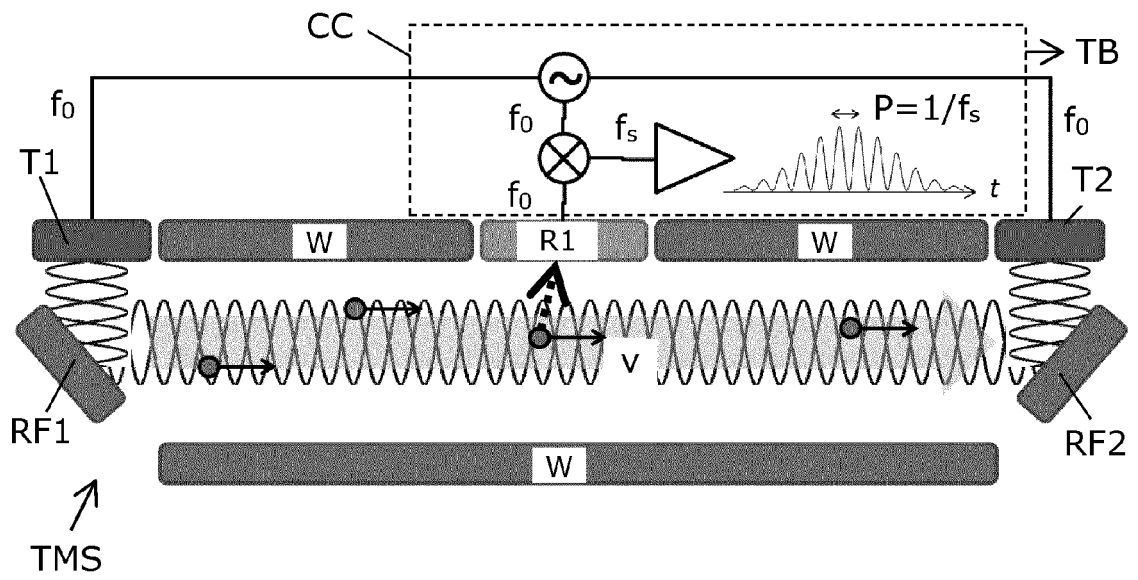 CC
TB
f₀
f₀
fₛ
P=1/fₛ
f₀
T1
f₀
t
T2
W
R1
W
v
RF1
RF2
W
TMS